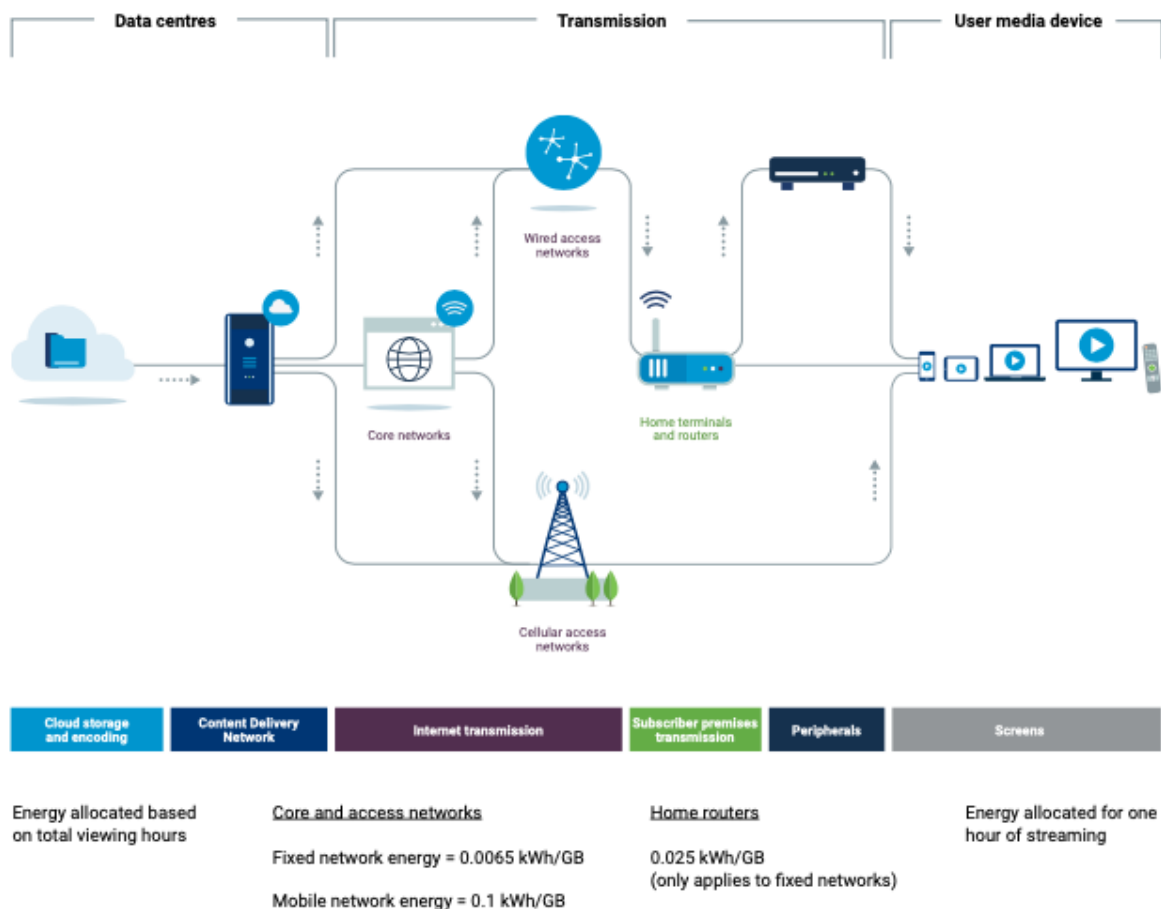 Data centres
Transmission
User media device
Wired access
networks
Core networks
Home terminals
and routers
Cellular access
networks
Cloud storage
and encoding
Content Delivery
Network
Internet transmission
Subscriber premises
transmission
Peripherals
Screens
Energy allocated based
on total viewing hours
Core and access networks
Fixed network energy = 0.0065 kWh/GB
Mobile network energy = 0.1 kWh/GB
Home routers
0.025 kWh/GB
(only applies to fixed networks)
Energy allocated for one
hour of streaming